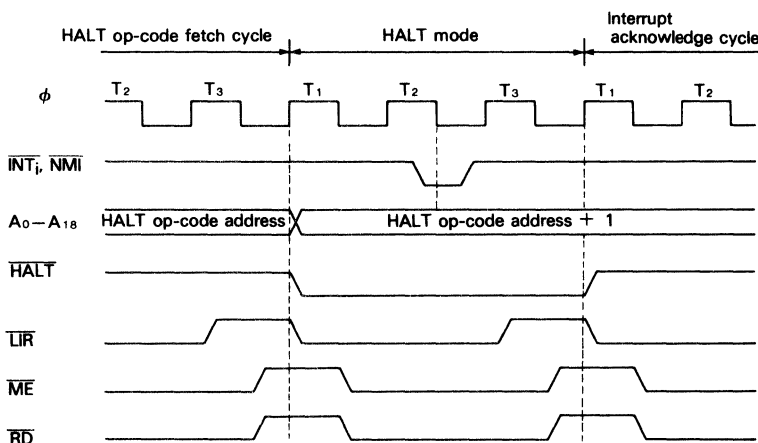 HALT op-code fetch cycle
HALT mode
Interrupt
acknowledge cycle
φ
T₂
T₃
T₁
T₂
T₃
T₁
T₂
INTᵢ, NMI
A₀—A₁₈
HALT op-code address
HALT op-code address + 1
HALT
LIR
ME
RD